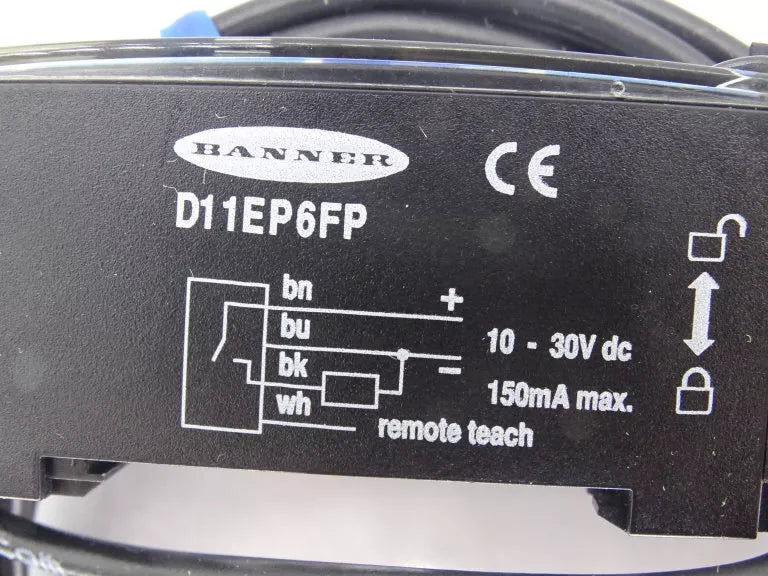 BANNER
CE
D11EP6FP
bn +
bu
10 - 30V dc
bk -
150mA max.
wh
remote teach